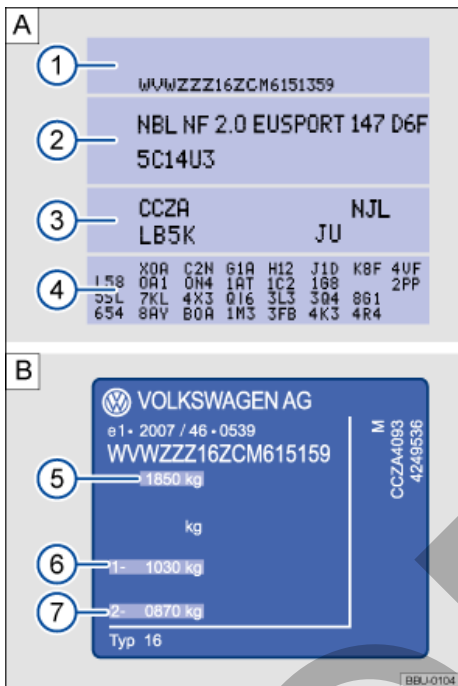 A
1
WVWZZZ16ZCM6151359
2
NBL NF 2.0 EUSPORT 147 D6F
5C14U3
3
CCZA NJL
LB5K JU
4
X0A C2N G1A H12 J1D K8F 4UF
L58 0A1 0N4 1AT 1C2 1G8 2PP
5SL 7KL 4X3 Q16 3L3 3Q4 8G1
654 8AY B0A 1M3 3FB 4K3 4R4
B
VOLKSWAGEN AG
e1• 2007 / 46 • 0539
WVWZZZ16ZCM615159
5
1850 kg
kg
6
1- 1030 kg
7
2- 0870 kg
Typ 16
M
CCZA4093
4249536
BBU-0104